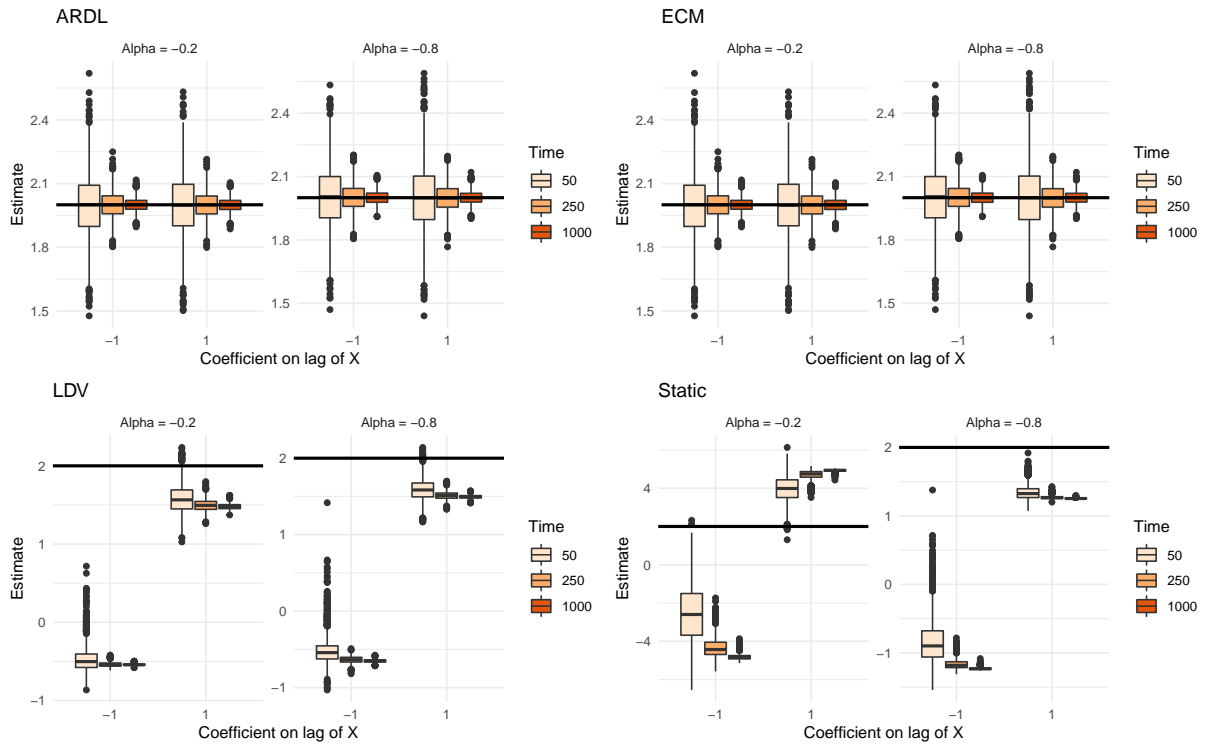 ARDL
Alpha = −0.2
Alpha = −0.8
Estimate
2.4
2.1
1.8
1.5
2.4
2.1
1.8
1.5
−1
1
−1
1
Coefficient on lag of X
Time
50
250
1000
ECM
Alpha = −0.2
Alpha = −0.8
Estimate
2.4
2.1
1.8
1.5
2.4
2.1
1.8
1.5
−1
1
−1
1
Coefficient on lag of X
Time
50
250
1000
LDV
Alpha = −0.2
Alpha = −0.8
Estimate
2
1
0
−1
2
1
0
−1
−1
1
−1
1
Coefficient on lag of X
Time
50
250
1000
Static
Alpha = −0.2
Alpha = −0.8
Estimate
4
0
−4
2
1
0
−1
−1
1
−1
1
Coefficient on lag of X
Time
50
250
1000